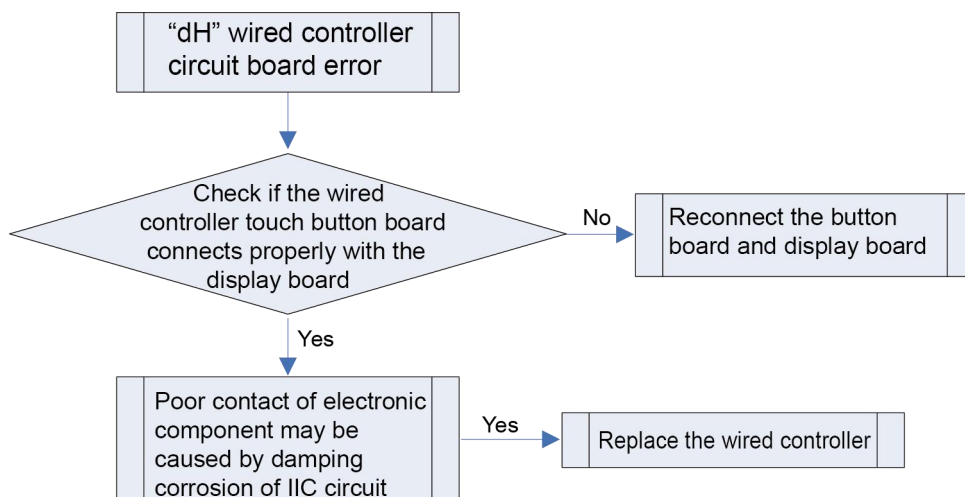 “dH” wired controller
circuit board error
Check if the wired
controller touch button board
connects properly with the
display board
No
Reconnect the button
board and display board
Yes
Poor contact of electronic
component may be
caused by damping
corrosion of IIC circuit
Yes
Replace the wired controller